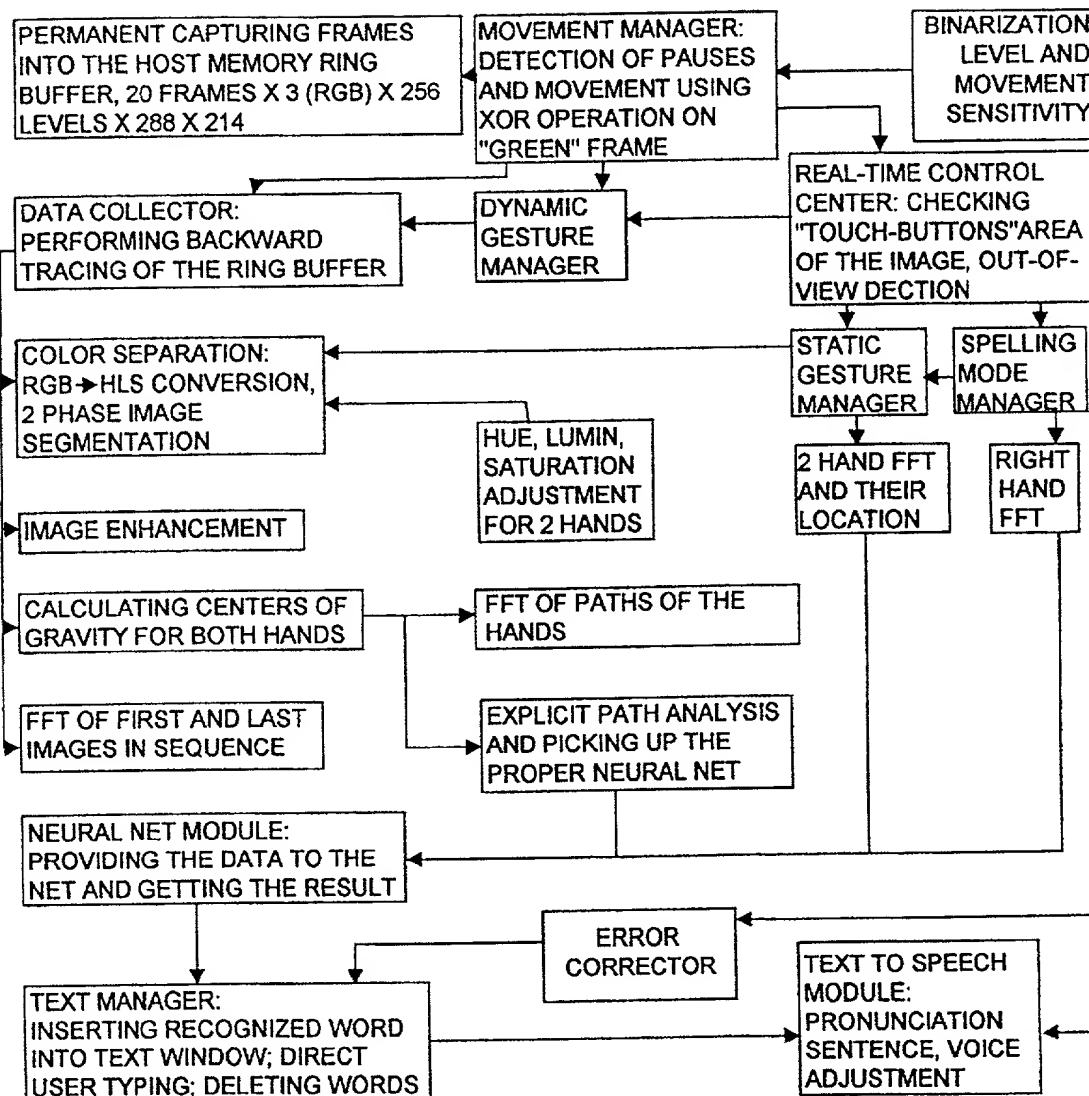 PERMANENT CAPTURING FRAMES
INTO THE HOST MEMORY RING
BUFFER, 20 FRAMES X 3 (RGB) X 256
LEVELS X 288 X 214
MOVEMENT MANAGER:
DETECTION OF PAUSES
AND MOVEMENT USING
XOR OPERATION ON
"GREEN" FRAME
BINARIZATION
LEVEL AND
MOVEMENT
SENSITIVITY
DATA COLLECTOR:
PERFORMING BACKWARD
TRACING OF THE RING BUFFER
DYNAMIC
GESTURE
MANAGER
REAL-TIME CONTROL
CENTER: CHECKING
"TOUCH-BUTTONS"AREA
OF THE IMAGE, OUT-OF-
VIEW DECTION
COLOR SEPARATION:
RGB→HLS CONVERSION,
2 PHASE IMAGE
SEGMENTATION
HUE, LUMIN,
SATURATION
ADJUSTMENT
FOR 2 HANDS
STATIC
GESTURE
MANAGER
SPELLING
MODE
MANAGER
2 HAND FFT
AND THEIR
LOCATION
RIGHT
HAND
FFT
IMAGE ENHANCEMENT
CALCULATING CENTERS OF
GRAVITY FOR BOTH HANDS
FFT OF PATHS OF THE
HANDS
FFT OF FIRST AND LAST
IMAGES IN SEQUENCE
EXPLICIT PATH ANALYSIS
AND PICKING UP THE
PROPER NEURAL NET
NEURAL NET MODULE:
PROVIDING THE DATA TO THE
NET AND GETTING THE RESULT
ERROR
CORRECTOR
TEXT MANAGER:
INSERTING RECOGNIZED WORD
INTO TEXT WINDOW; DIRECT
USER TYPING; DELETING WORDS
TEXT TO SPEECH
MODULE:
PRONUNCIATION
SENTENCE, VOICE
ADJUSTMENT